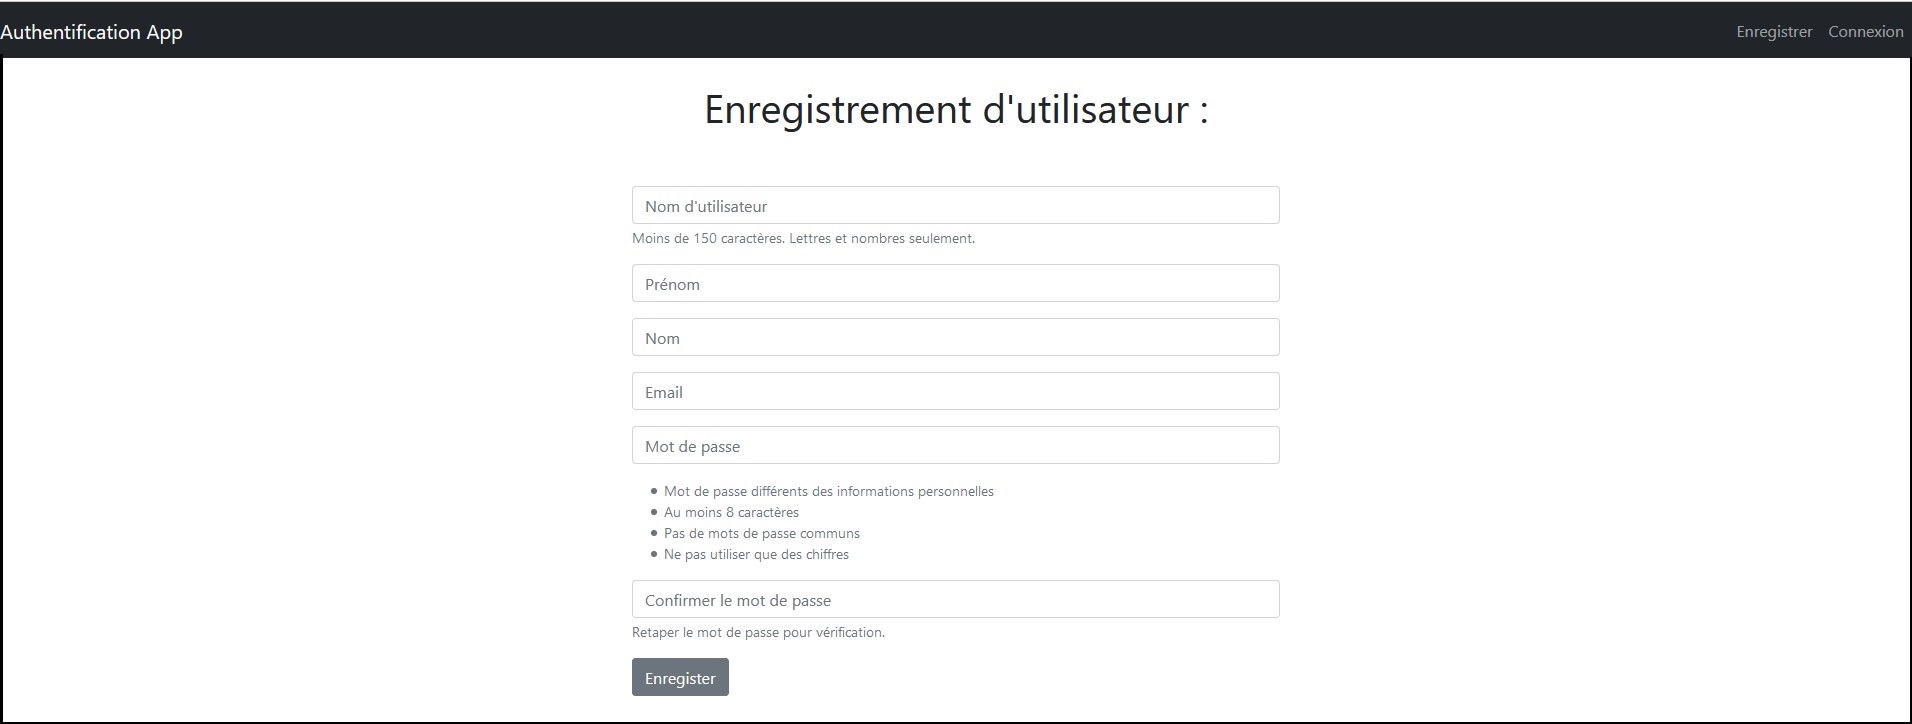 Authentification App
Enregistrer Connexion
Enregistrement d'utilisateur :
Nom d'utilisateur
Moins de 150 caractères. Lettres et nombres seulement.
Prénom
Nom
Email
Mot de passe
Mot de passe différents des informations personnelles
Au moins 8 caractères
Pas de mots de passe communs
Ne pas utiliser que des chiffres
Confirmer le mot de passe
Retaper le mot de passe pour vérification.
Enregister